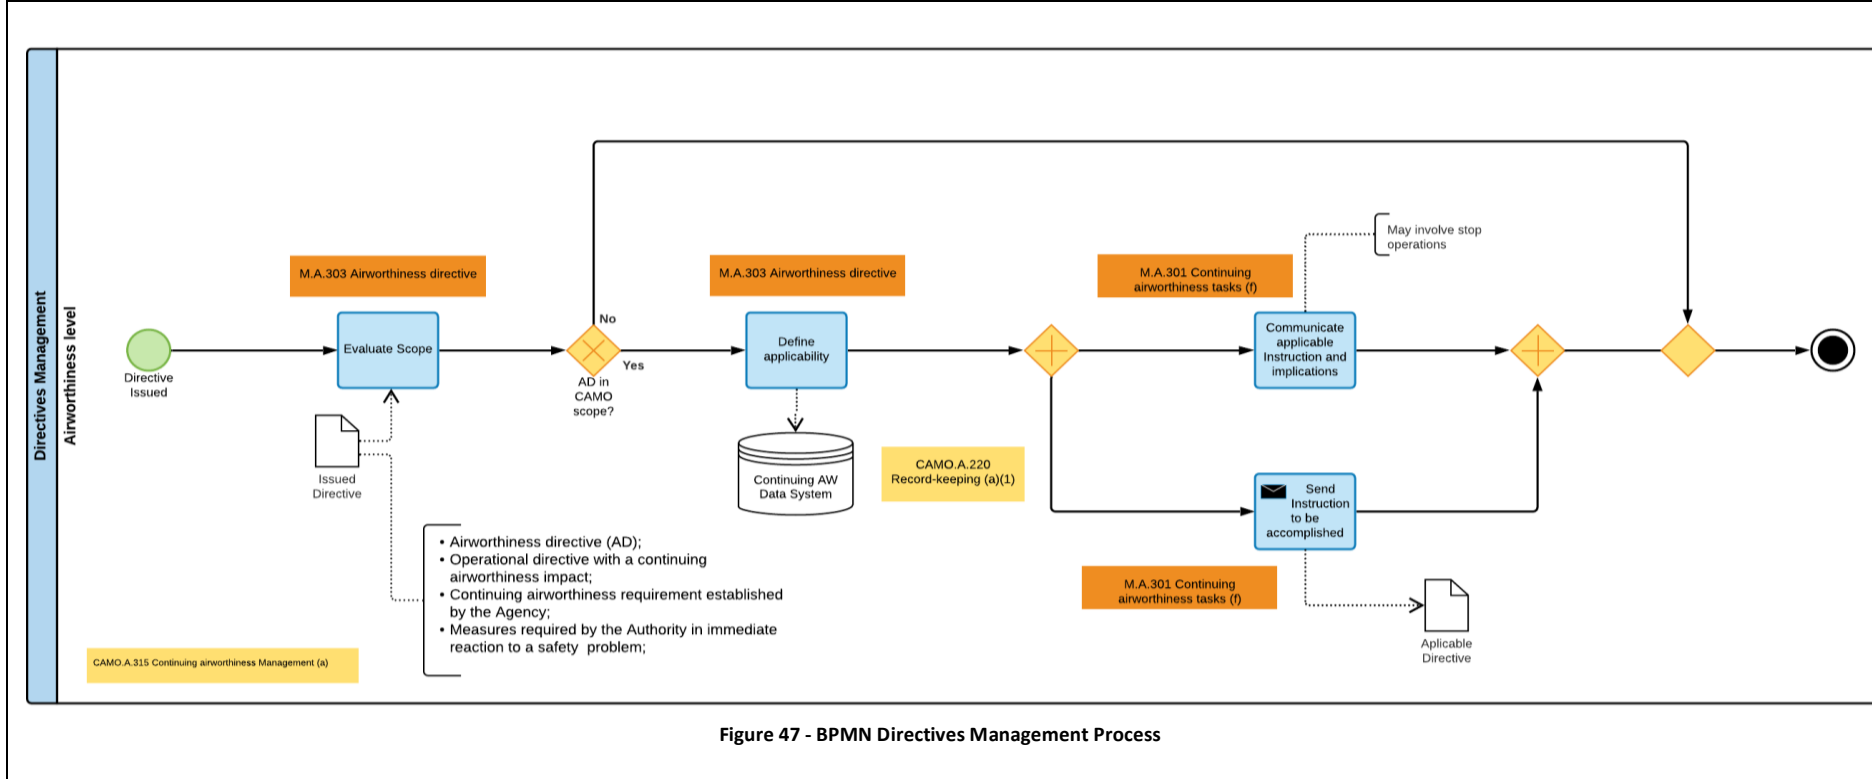 Directives Management
Airworthiness level
Directive
Issued
M.A.303 Airworthiness directive
Evaluate Scope
Issued
Directive
No
Yes
AD in
CAMO
scope?
M.A.303 Airworthiness directive
Define
applicability
Continuing AW
Data System
CAMO.A.220
Record-keeping (a)(1)
M.A.301 Continuing
airworthiness tasks (f)
May involve stop
operations
Communicate
applicable
Instruction and
implications
Send
Instruction
to be
accomplished
M.A.301 Continuing
airworthiness tasks (f)
Aplicable
Directive
• Airworthiness directive (AD);
• Operational directive with a continuing
airworthiness impact;
• Continuing airworthiness requirement established
by the Agency;
• Measures required by the Authority in immediate
reaction to a safety problem;
CAMO.A.315 Continuing airworthiness Management (a)
Figure 47 - BPMN Directives Management Process